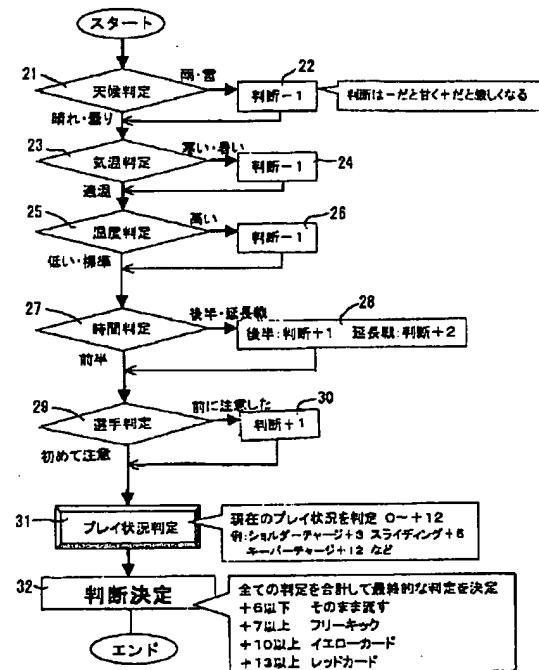 スタート
21
天候判定
雨・雪
22
判断－1
判断は－だと甘く＋だと厳しくなる
晴れ・曇り
23
気温判定
寒い・暑い
判断－1
24
適温
25
湿度判定
高い
判断－1
26
低い・標準
27
時間判定
後半・延長戦
28
後半：判断＋1 延長戦：判断＋2
前半
29
選手判定
前に注意した
30
判断＋1
初めて注意
31
プレイ状況判定
現在のプレイ状況を判定 0～＋12
例：ショルダーチャージ＋3 スライディング＋5
キーパーチャージ＋12 など
32
判断決定
全ての判定を合計して最終的な判定を決定
＋6以下 そのまま流す
＋7以上 フリーキック
＋10以上 イエローカード
＋13以上 レッドカード
エンド